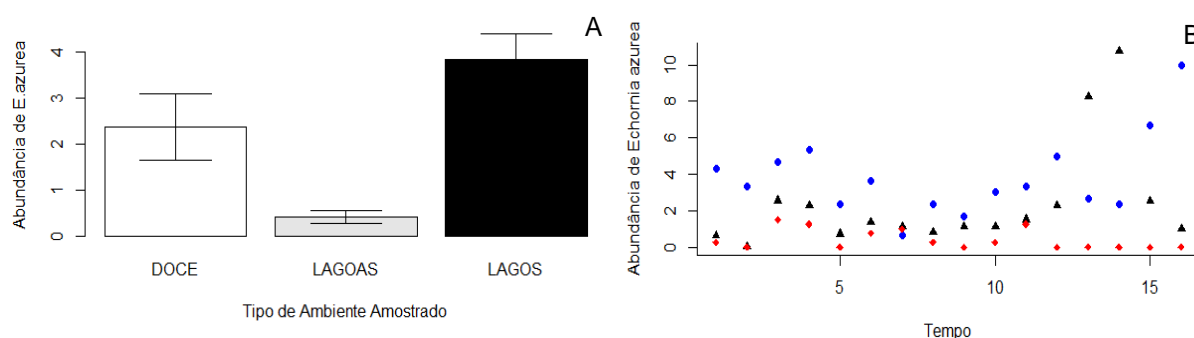 A
Abundância de E.azurea
4
3
2
1
0
DOCE LAGOAS LAGOS
Tipo de Ambiente Amostrado
B
Abundância de Echornia azurea
10
8
6
4
2
0
5 10 15
Tempo